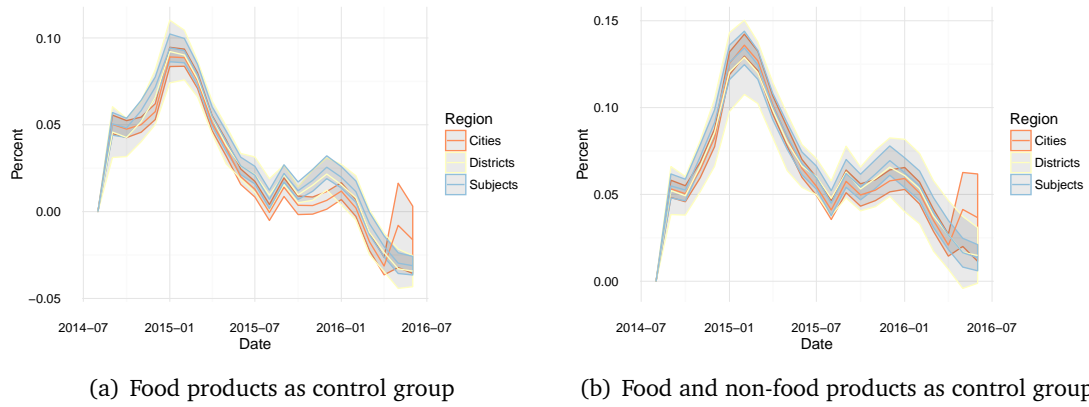 0.10
0.05
0.00
−0.05
Percent
2014−07
2015−01
2015−07
2016−01
2016−07
Date
Region
Cities
Districts
Subjects
(a) Food products as control group
0.15
0.10
0.05
0.00
Percent
2014−07
2015−01
2015−07
2016−01
2016−07
Date
Region
Cities
Districts
Subjects
(b) Food and non-food products as control group